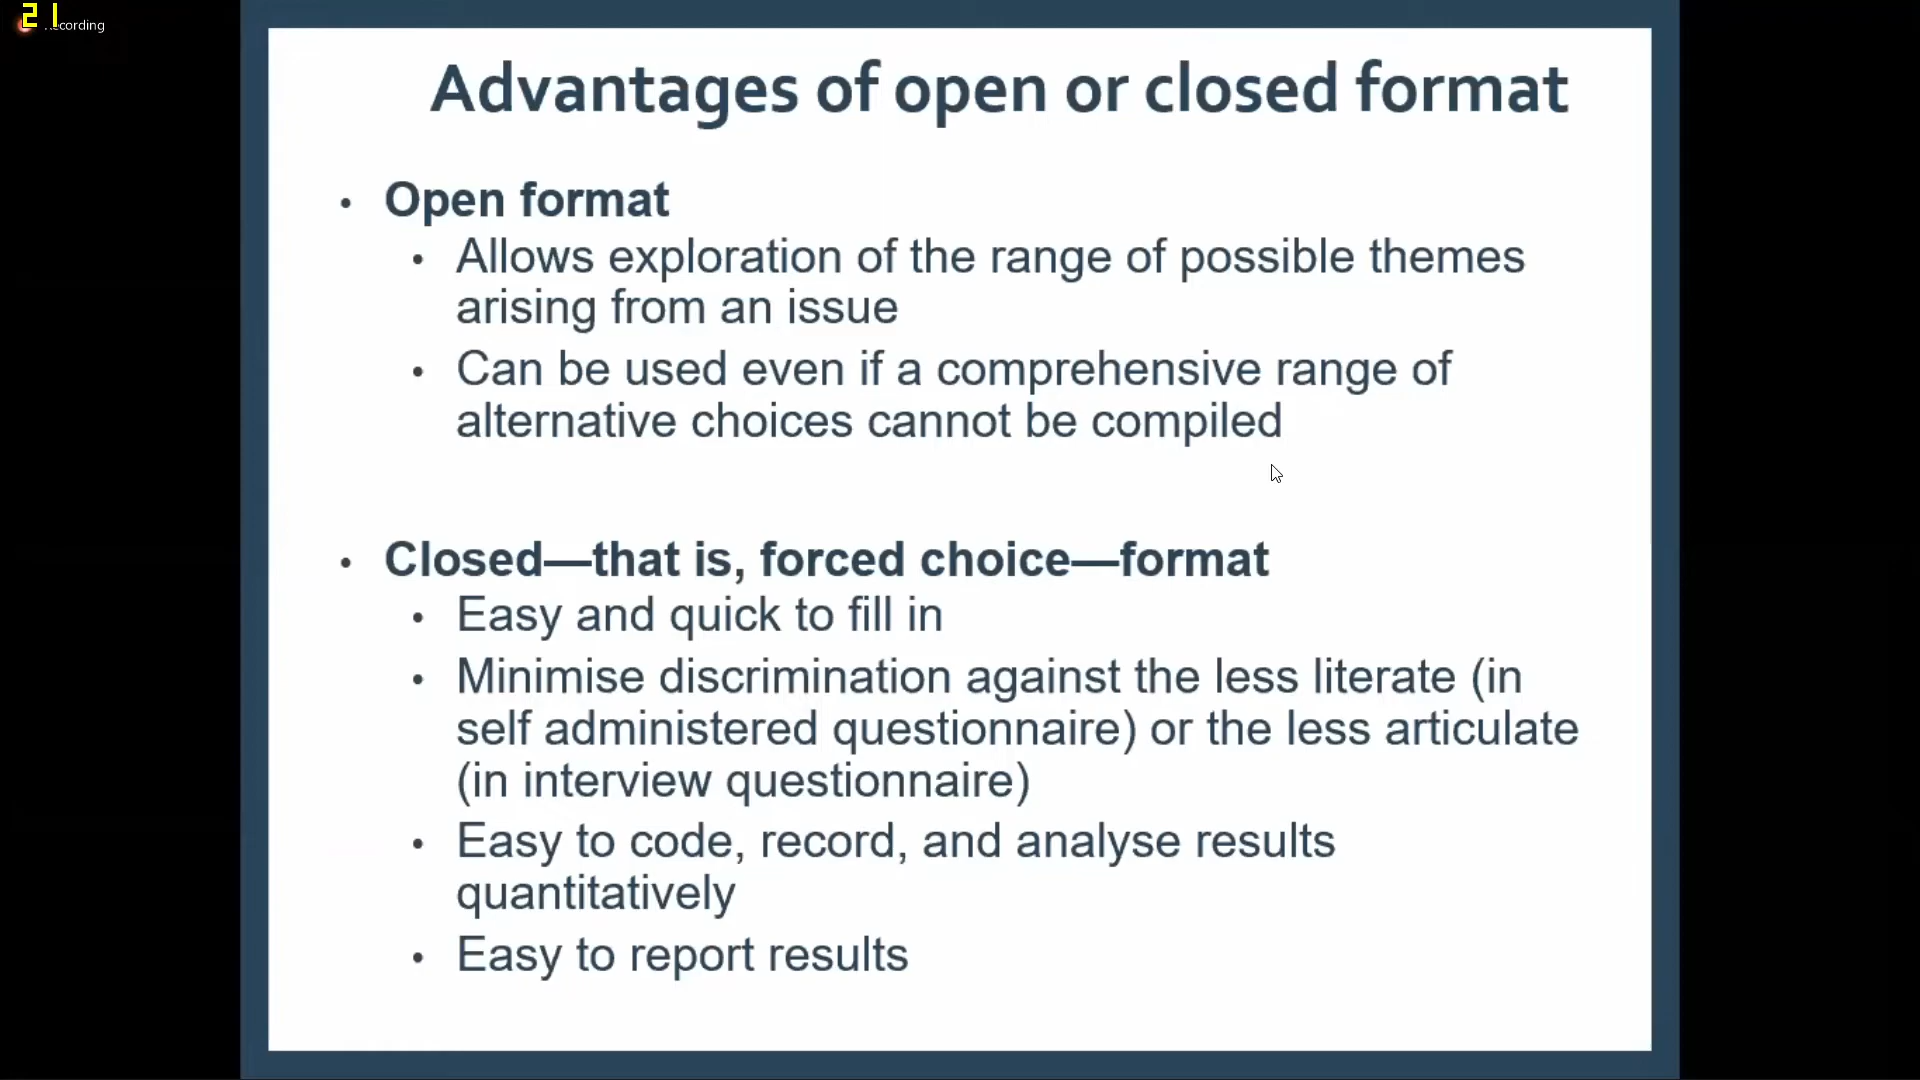 21
Recording
Advantages of open or closed format
• Open format
• Allows exploration of the range of possible themes
arising from an issue
• Can be used even if a comprehensive range of
alternative choices cannot be compiled
• Closed—that is, forced choice—format
• Easy and quick to fill in
• Minimise discrimination against the less literate (in
self administered questionnaire) or the less articulate
(in interview questionnaire)
• Easy to code, record, and analyse results
quantitatively
• Easy to report results